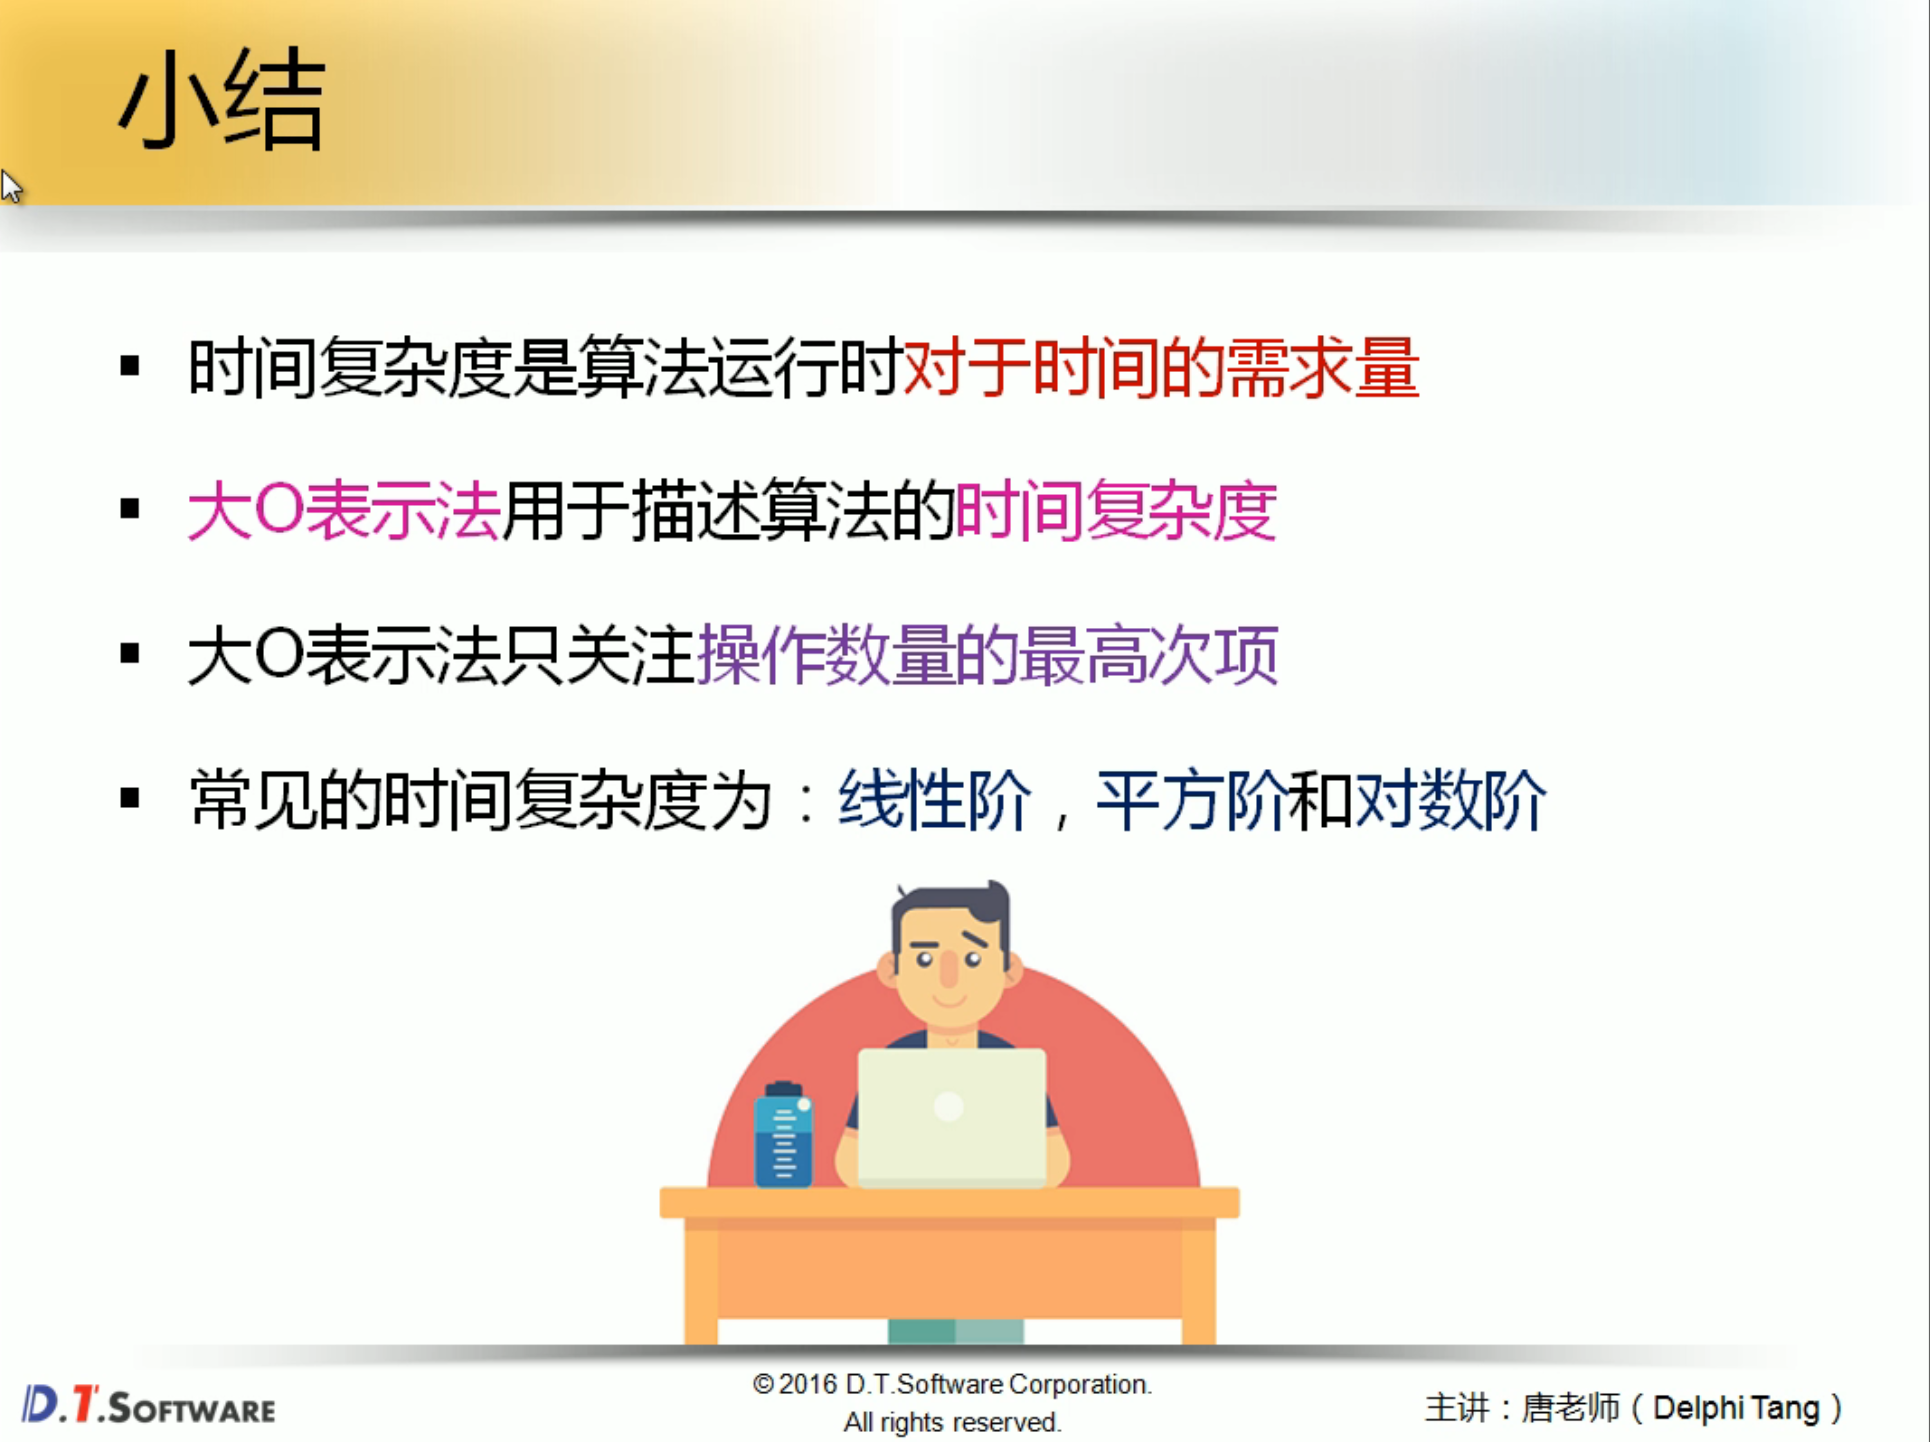 小结
▪ 时间复杂度是算法运行时对于时间的需求量
▪ 大O表示法用于描述算法的时间复杂度
▪ 大O表示法只关注操作数量的最高次项
▪ 常见的时间复杂度为：线性阶，平方阶和对数阶
D.T.SOFTWARE
© 2016 D.T.Software Corporation.
All rights reserved.
主讲：唐老师（Delphi Tang）